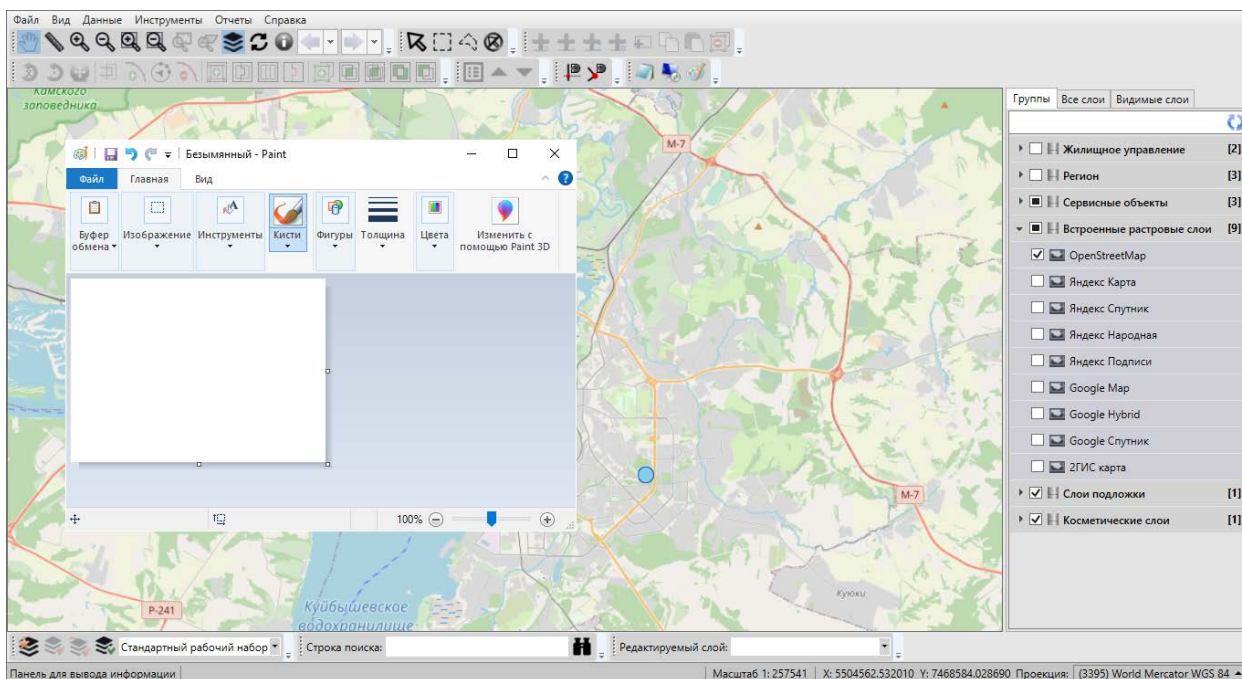 Файл Вид Данные Инструменты Отчеты Справка
Камского
заповедника
М-7
Безымянный - Paint
Файл Главная Вид
Буфер обмена
Изображение
Инструменты
Кисти
Фигуры
Толщина
Цвета
Изменить с помощью Paint 3D
100%
М-7
Р-241
Куйбышевское
водохранилище
Куюки
Группы Все слои Видимые слои
Жилищное управление [2]
Регион [3]
Сервисные объекты [3]
Встроенные растровые слои [9]
OpenStreetMap
Яндекс Карта
Яндекс Спутник
Яндекс Народная
Яндекс Подписи
Google Map
Google Hybrid
Google Спутник
2ГИС карта
Слои подложки [1]
Косметические слои [1]
Стандартный рабочий набор Строка поиска: Редактируемый слой:
Панель для вывода информации Масштаб 1:257541 X: 5504562.532010 Y: 7468584.028690 Проекция: (3395) World Mercator WGS 84